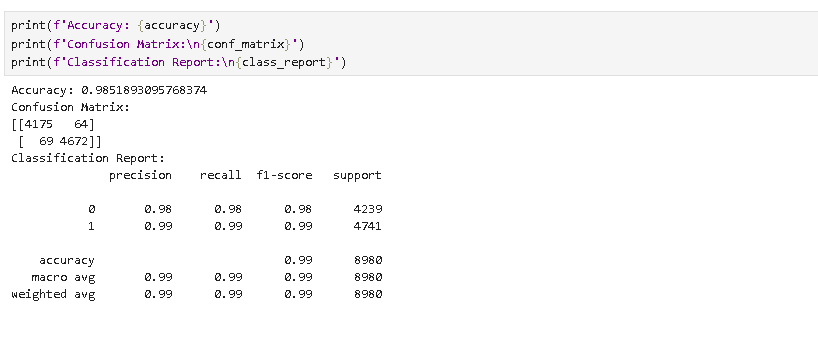 print(f'Accuracy: {accuracy}')
print(f'Confusion Matrix:\n{conf_matrix}')
print(f'Classification Report:\n{class_report}')
Accuracy: 0.9851893095768374
Confusion Matrix:
[[4175   64]
 [  69 4672]]
Classification Report:
              precision    recall  f1-score   support

           0       0.98      0.98      0.98      4239
           1       0.99      0.99      0.99      4741

    accuracy                           0.99      8980
   macro avg       0.99      0.99      0.99      8980
weighted avg       0.99      0.99      0.99      8980